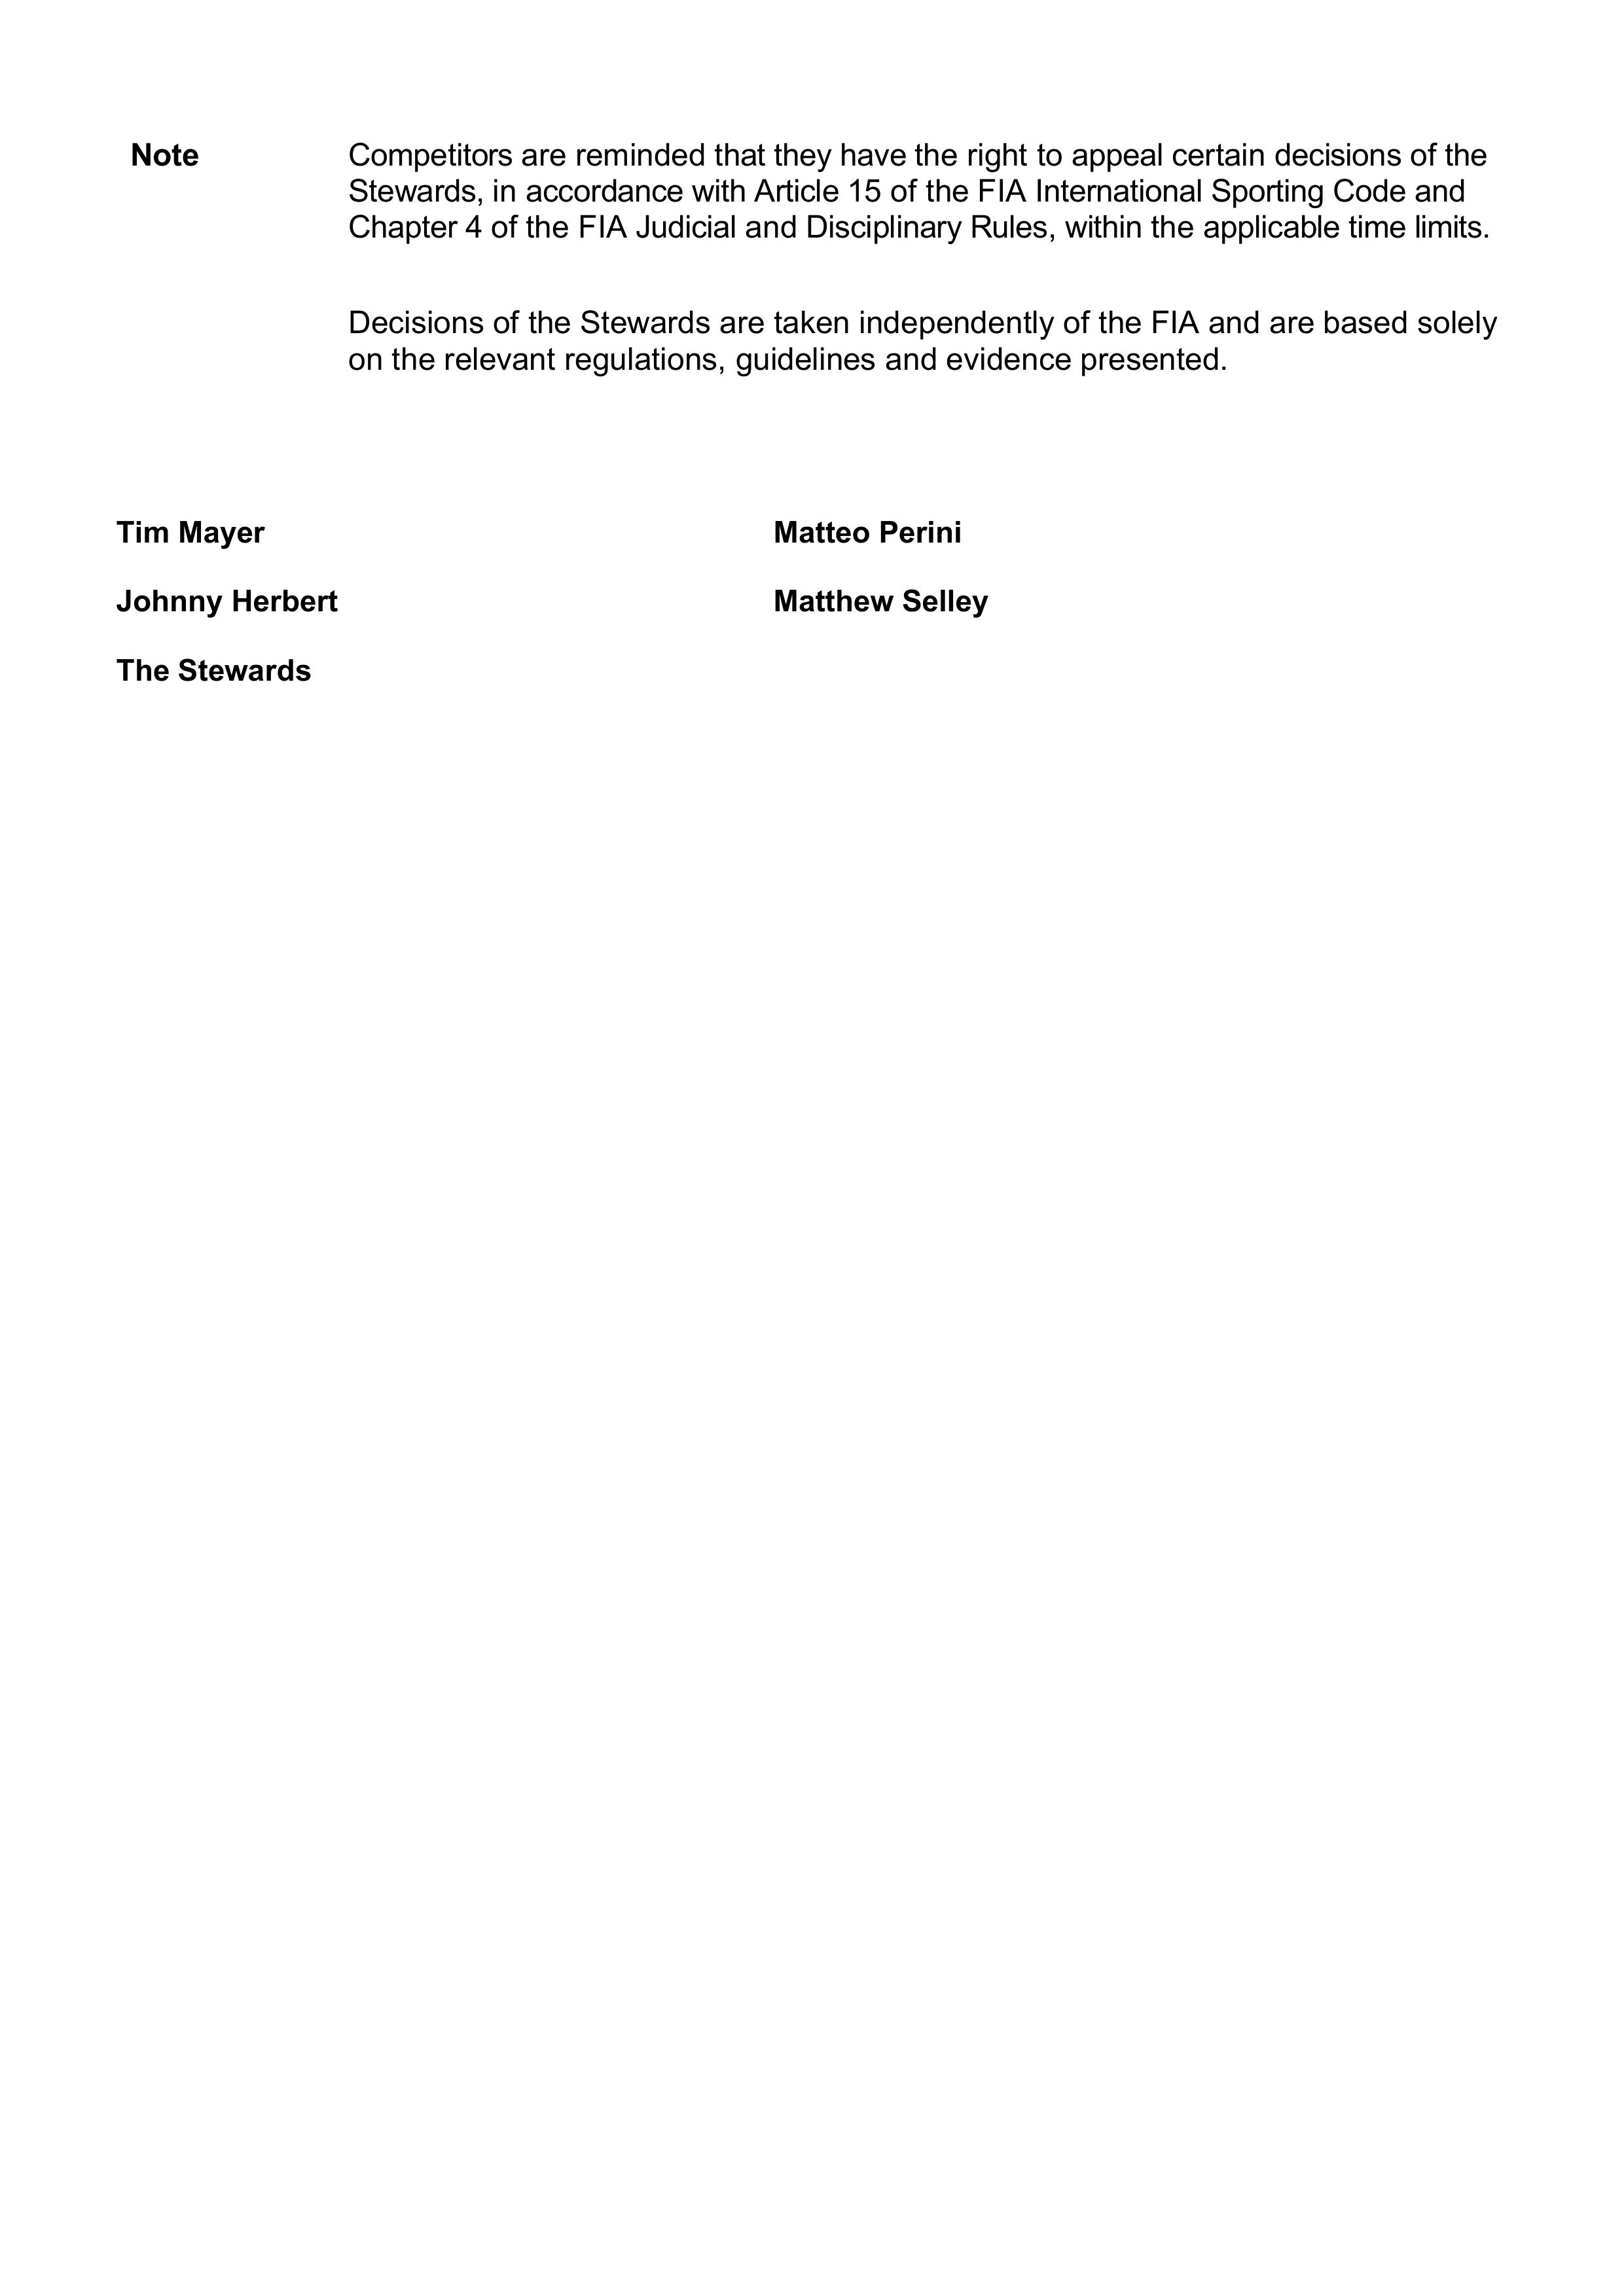 Note
Competitors are reminded that they have the right to appeal certain decisions of the
Stewards, in accordance with Article 15 of the FIA International Sporting Code and
Chapter 4 of the FIA Judicial and Disciplinary Rules, within the applicable time limits.
Decisions of the Stewards are taken independently of the FIA and are based solely
on the relevant regulations, guidelines and evidence presented.
Tim Mayer
Matteo Perini
Johnny Herbert
Matthew Selley
The Stewards